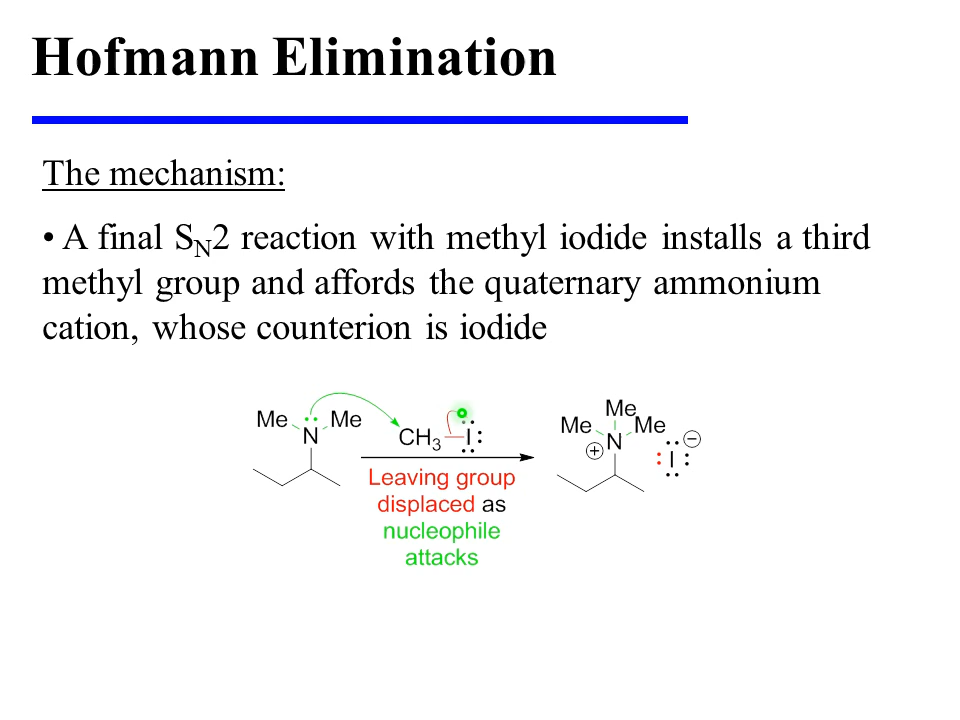 Hofmann Elimination
The mechanism:
• A final SN2 reaction with methyl iodide installs a third
methyl group and affords the quaternary ammonium
cation, whose counterion is iodide
Me Me
N
CH3 I
Leaving group
displaced as
nucleophile
attacks
Me
Me Me
N
+
I
−